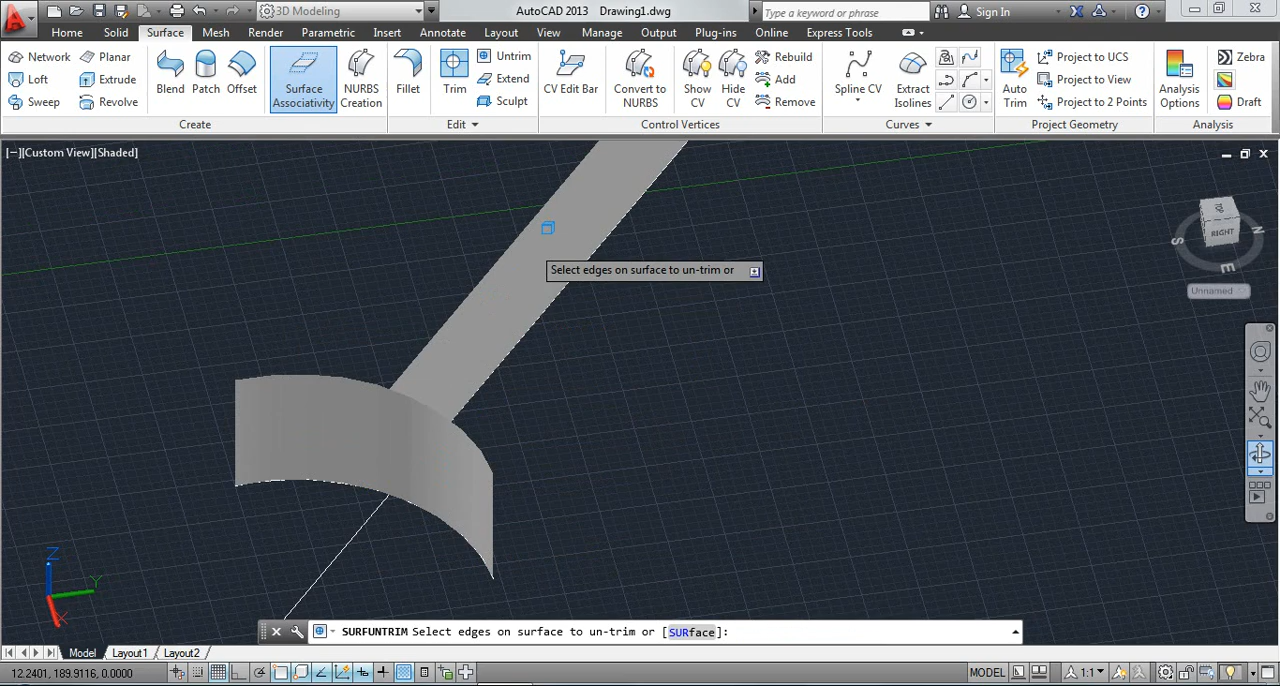 3D Modeling
AutoCAD 2013 Drawing1.dwg
Type a keyword or phrase
Sign In
Home Solid Surface Mesh Render Parametric Insert Annotate Layout View Manage Output Plug-ins Online Express Tools
Network Planar
Loft Extrude
Sweep Revolve
Blend Patch
Surface Associativity
NURBS Creation
Fillet Trim
Untrim
Extend
Sculpt
CV Edit Bar
Convert to NURBS
Show CV
Hide CV
Rebuild
Add
Remove
Spline CV
Extract Isolines
Auto Trim
Project to UCS
Project to View
Project to 2 Points
Analysis Options
Zebra
Draft
Create Edit Control Vertices Curves Project Geometry Analysis
[−][Custom View][Shaded]
RIGHT
S N E
Unnamed
Select edges on surface to un-trim or
Z
Y
X
SURFUNTRIM Select edges on surface to un-trim or [SURface]:
Model Layout1 Layout2
12.2401, 189.9116, 0.0000
MODEL
1:1